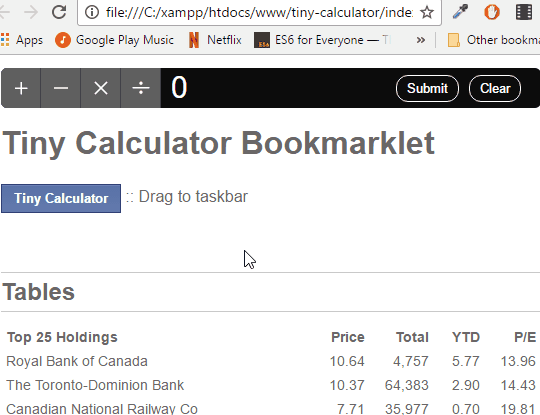 file:///C:/xampp/htdocs/www/tiny-calculator/inde
Apps Google Play Music Netflix ES6 for Everyone — Other bookma
+ − × ÷ 0 Submit Clear
Tiny Calculator Bookmarklet
Tiny Calculator :: Drag to taskbar
Tables
Top 25 Holdings Price Total YTD P/E
Royal Bank of Canada 10.64 4,757 5.77 13.96
The Toronto-Dominion Bank 10.37 64,383 2.90 14.43
Canadian National Railway Co 7.71 35,977 0.70 19.81